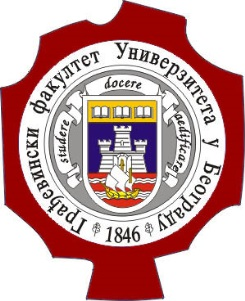 Грађевински факултет Универзитета у Београду
studere docere aedificare
1846